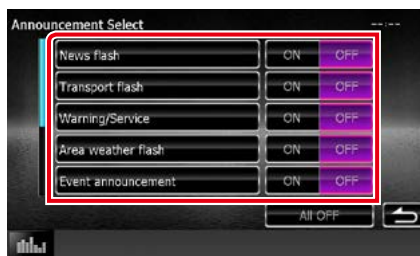 Announcement Select --:--
News flash ON OFF
Transport flash ON OFF
Warning/Service ON OFF
Area weather flash ON OFF
Event announcement ON OFF
All OFF